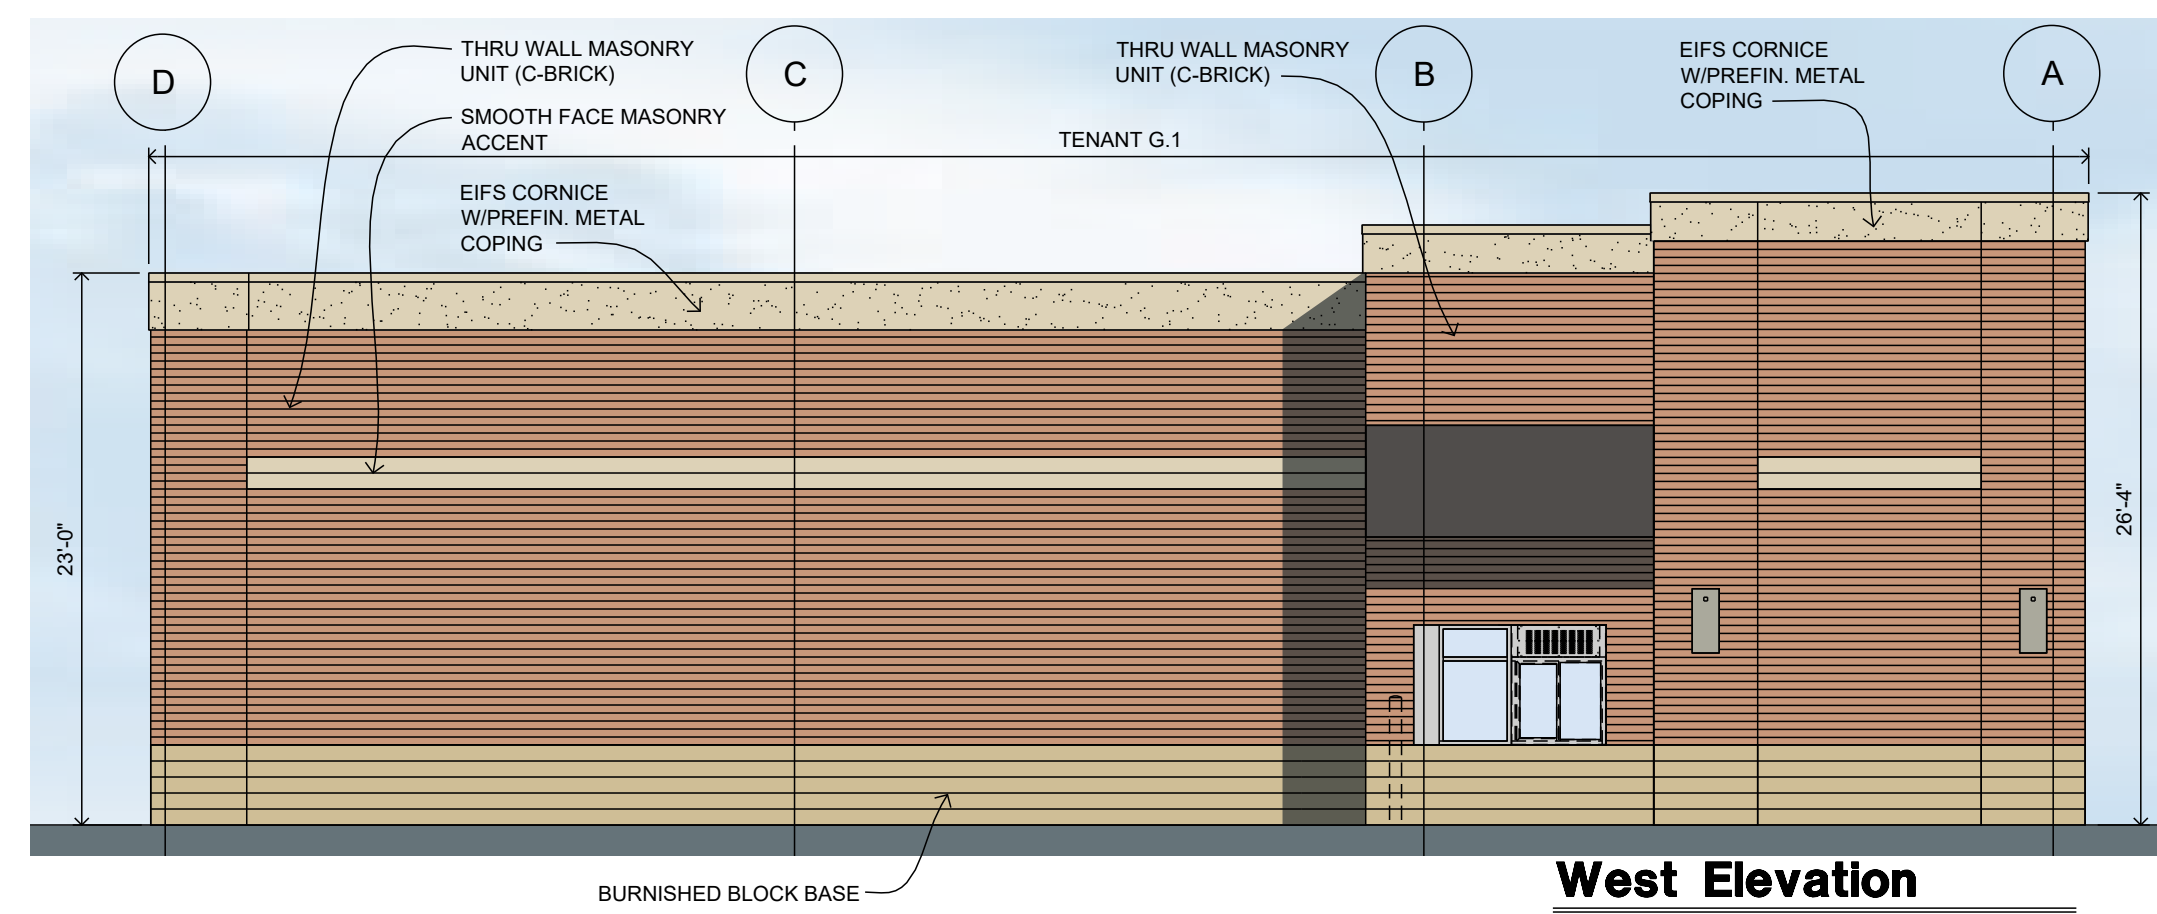 D
THRU WALL MASONRY
UNIT (C-BRICK)
C
THRU WALL MASONRY
UNIT (C-BRICK)
B
EIFS CORNICE
W/PREFIN. METAL
COPING
A
SMOOTH FACE MASONRY
ACCENT
TENANT G.1
EIFS CORNICE
W/PREFIN. METAL
COPING
23'-0"
26'-4"
BURNISHED BLOCK BASE
West Elevation